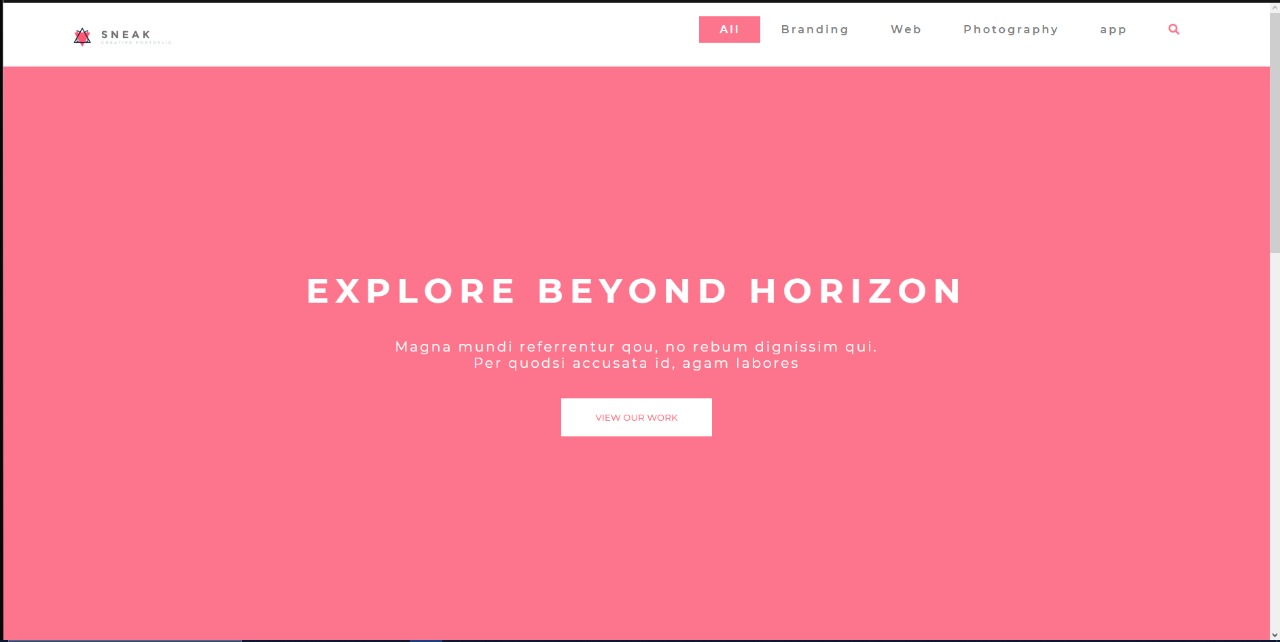 SNEAK
CREATIVE PORTFOLIO
All
Branding
Web
Photography
app
EXPLORE BEYOND HORIZON
Magna mundi referrentur qou, no rebum dignissim qui.
Per quodsi accusata id, agam labores
VIEW OUR WORK